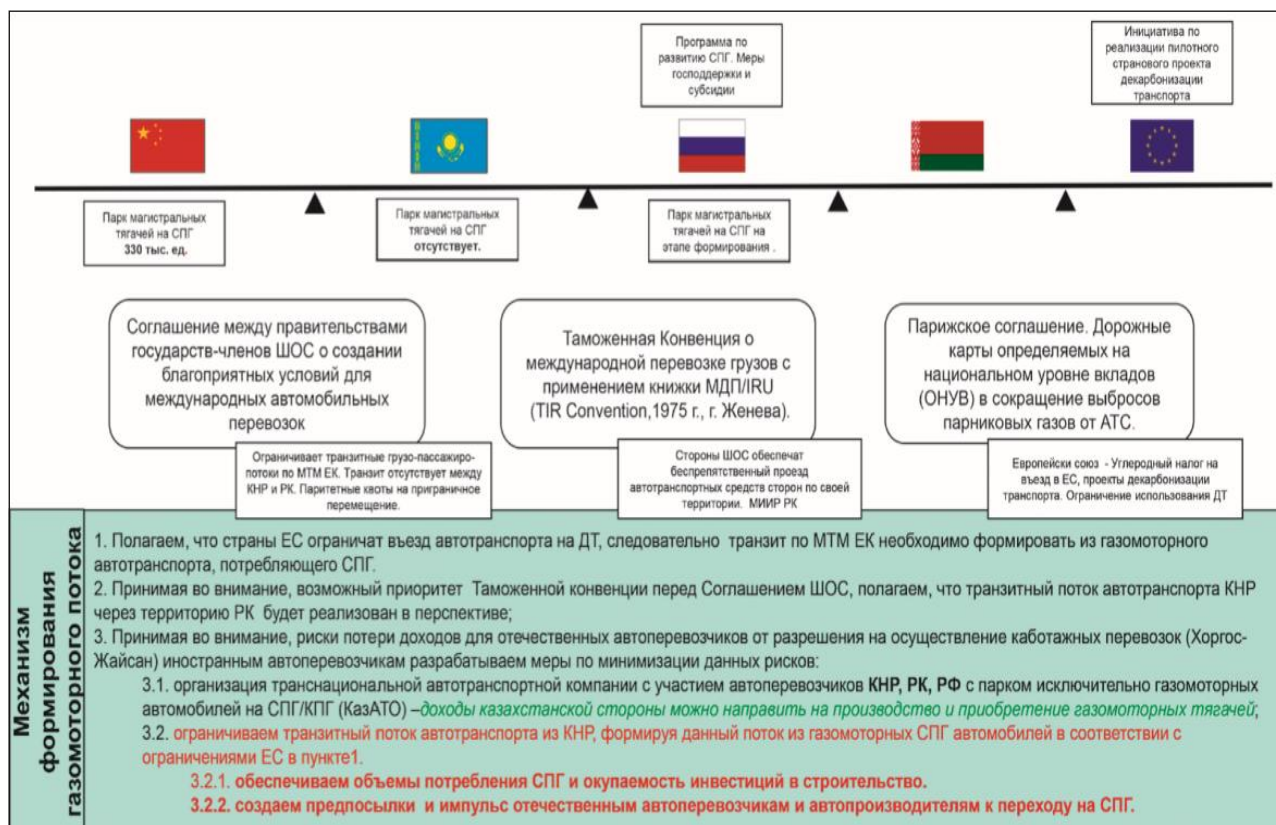 Программа по
развитию СПГ. Меры
господдержки и
субсидии
Инициатива по
реализации пилотного
странового проекта
декарбонизации
транспорта
Парк магистральных
тягачей на СПГ
330 тыс. ед.
Парк магистральных
тягачей на СПГ
отсутствует.
Парк магистральных
тягачей на СПГ на
этапе формирования .
Соглашение между правительствами
государств-членов ШОС о создании
благоприятных условий для
международных автомобильных
перевозок
Ограничивает транзитные грузо-пассажиро-
потоки по МТМ ЕК. Транзит отсутствует между
КНР и РК. Паритетные квоты на приграничное
перемещение.
Таможенная Конвенция о
международной перевозке грузов с
применением книжки МДП/IRU
(TIR Convention,1975 г., г. Женева).
Стороны ШОС обеспечат
беспрепятственный проезд
автотранспортных средств сторон по своей
территории. МИИР РК
Парижское соглашение. Дорожные
карты определяемых на
национальном уровне вкладов
(ОНУВ) в сокращение выбросов
парниковых газов от АТС.
Европейски союз - Углеродный налог на
въезд в ЕС, проекты декарбонизации
транспорта. Ограничение использования ДТ
Механизм
формирования
газомоторного потока
1. Полагаем, что страны ЕС ограничат въезд автотранспорта на ДТ, следовательно транзит по МТМ ЕК необходимо формировать из газомоторного
автотранспорта, потребляющего СПГ.
2. Принимая во внимание, возможный приоритет Таможенной конвенции перед Соглашением ШОС, полагаем, что транзитный поток автотранспорта КНР
через территорию РК будет реализован в перспективе;
3. Принимая во внимание, риски потери доходов для отечественных автоперевозчиков от разрешения на осуществление каботажных перевозок (Хоргос-
Жайсан) иностранным автоперевозчикам разрабатываем меры по минимизации данных рисков:
3.1. организация транснациональной автотранспортной компании с участием автоперевозчиков КНР, РК, РФ с парком исключительно газомоторных
автомобилей на СПГ/КПГ (КазАТО) –доходы казахстанской стороны можно направить на производство и приобретение газомоторных тягачей;
3.2. ограничиваем транзитный поток автотранспорта из КНР, формируя данный поток из газомоторных СПГ автомобилей в соответствии с
ограничениями ЕС в пункте1.
3.2.1. обеспечиваем объемы потребления СПГ и окупаемость инвестиций в строительство.
3.2.2. создаем предпосылки и импульс отечественным автоперевозчикам и автопроизводителям к переходу на СПГ.